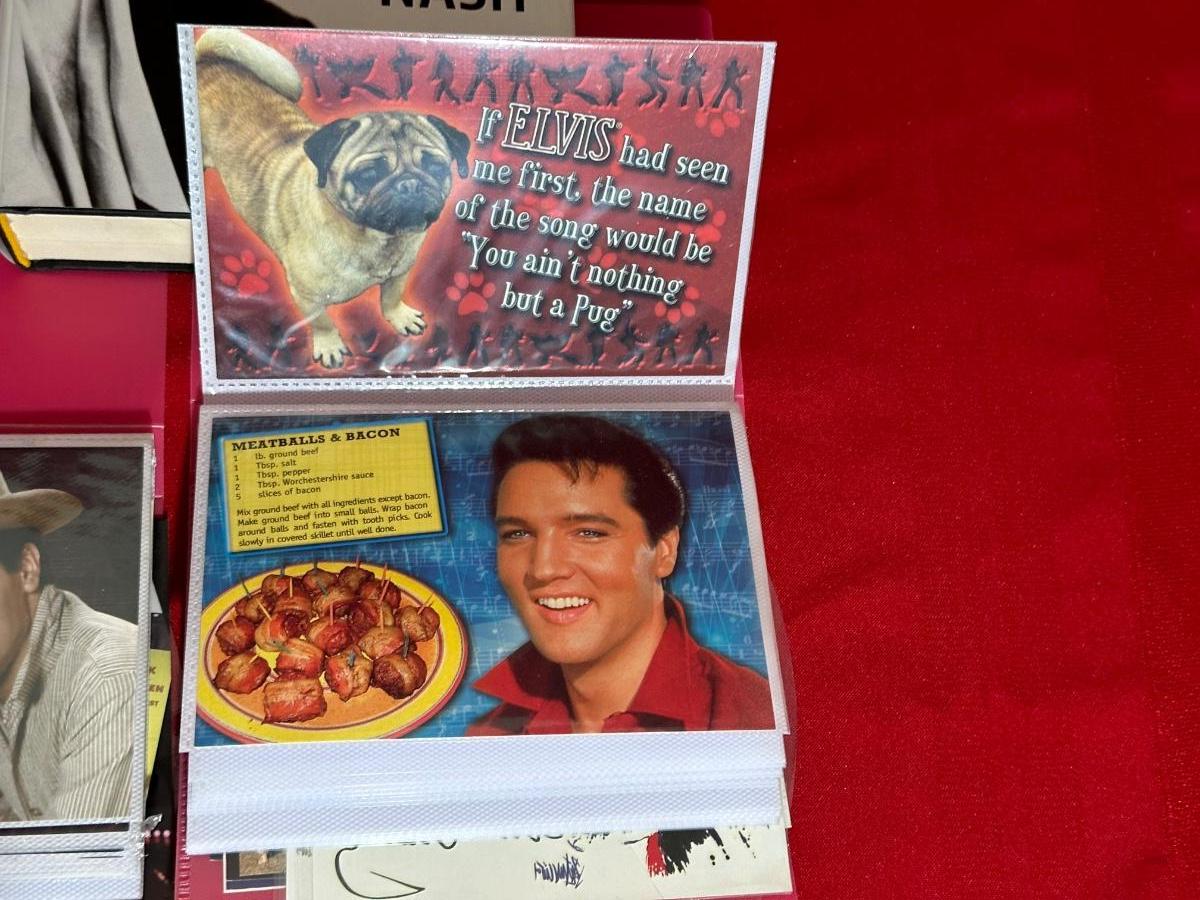 NASH
If ELVIS® had seen
me first, the name
of the song would be
"You ain't nothing
but a Pug"
MEATBALLS & BACON
1 lb. ground beef
1 Tbsp. salt
1 Tbsp. pepper
2 Tbsp. Worchestershire sauce
5 slices of bacon
Mix ground beef with all ingredients except bacon.
Make ground beef into small balls. Wrap bacon
around balls and fasten with tooth picks. Cook
slowly in covered skillet until well done.